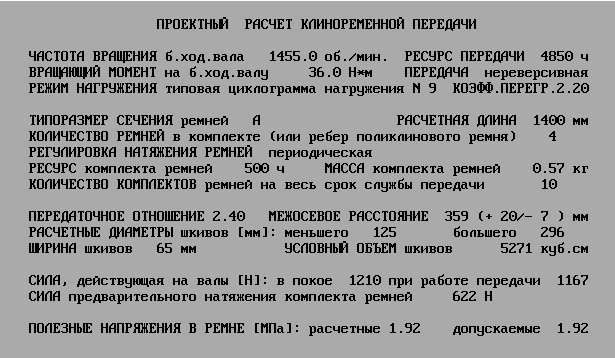 ПРОЕКТНЫЙ РАСЧЕТ КЛИНОРЕМЕННОЙ ПЕРЕДАЧИ
ЧАСТОТА ВРАЩЕНИЯ б.ход.вала 1455.0 об./мин. РЕСУРС ПЕРЕДАЧИ 4850 ч
ВРАЩАЮЩИЙ МОМЕНТ на б.ход.валу 36.0 Н*м ПЕРЕДАЧА нереверсивная
РЕЖИМ НАГРУЖЕНИЯ типовая циклограмма нагружения N 9 КОЭФФ.ПЕРЕГР.2.20
ТИПОРАЗМЕР СЕЧЕНИЯ ремней А РАСЧЕТНАЯ ДЛИНА 1400 мм
КОЛИЧЕСТВО РЕМНЕЙ в комплекте (или ребер поликлинового ремня) 4
РЕГУЛИРОВКА НАТЯЖЕНИЯ РЕМНЕЙ периодическая
РЕСУРС комплекта ремней 500 ч МАССА комплекта ремней 0.57 кг
КОЛИЧЕСТВО КОМПЛЕКТОВ ремней на весь срок службы передачи 10
ПЕРЕДАТОЧНОЕ ОТНОШЕНИЕ 2.40 МЕЖОСЕВОЕ РАССТОЯНИЕ 359 (+ 20/- 7 ) мм
РАСЧЕТНЫЕ ДИАМЕТРЫ шкивов [мм]: меньшего 125 большего 296
ШИРИНА шкивов 65 мм УСЛОВНЫЙ ОБЪЕМ шкивов 5271 куб.см
СИЛА, действующая на валы [Н]: в покое 1210 при работе передачи 1167
СИЛА предварительного натяжения комплекта ремней 622 Н
ПОЛЕЗНЫЕ НАПРЯЖЕНИЯ В РЕМНЕ [МПа]: расчетные 1.92 допускаемые 1.92